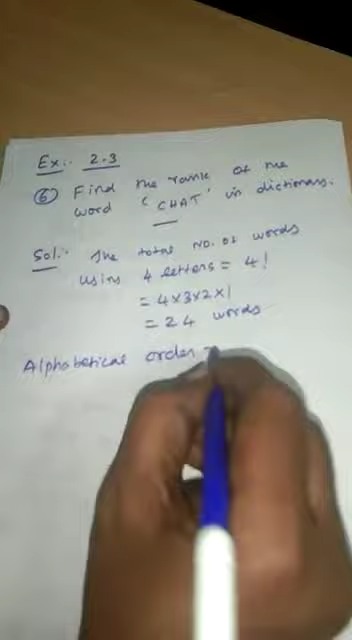 Ex:. 2.3
6 Find the rank of the
word "CHAT" in dictionary.
Sol:. The total No. of words
using 4 letters = 4!
= 4×3×2×1
= 24 words
Alphabetical order